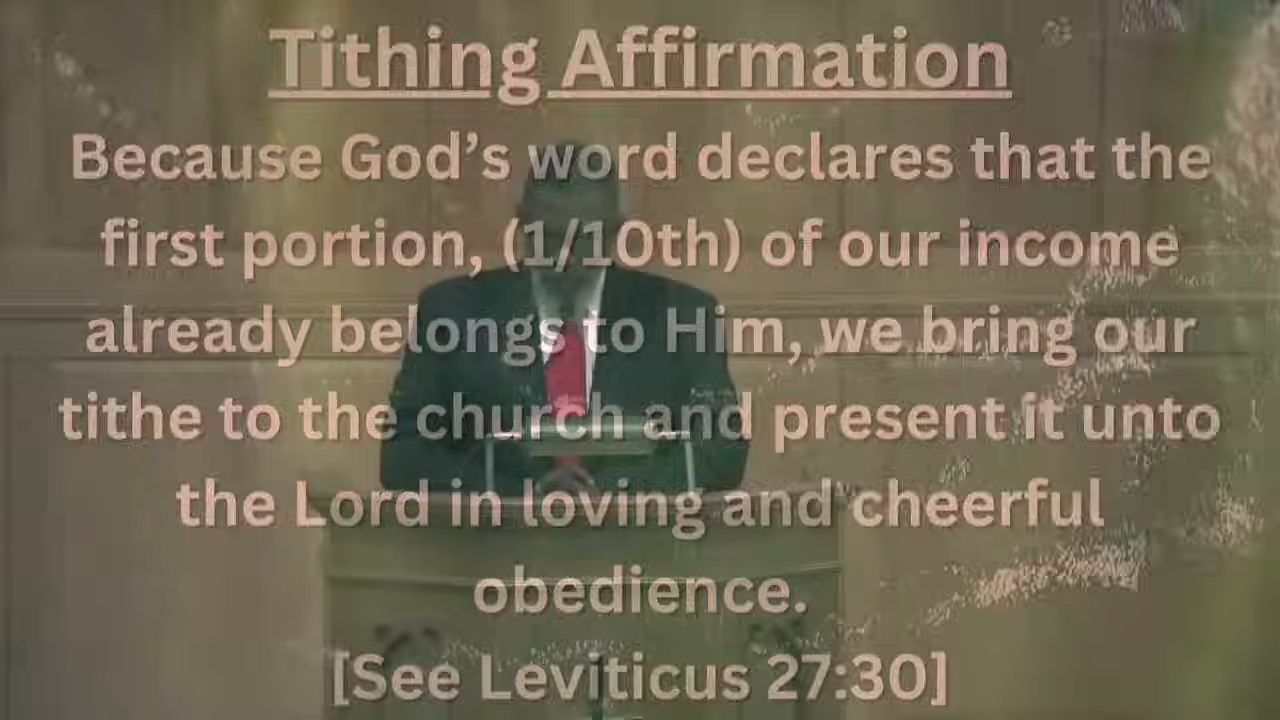 Tithing Affirmation
Because God’s word declares that the
first portion, (1/10th) of our income
already belongs to Him, we bring our
tithe to the church and present it unto
the Lord in loving and cheerful
obedience.
[See Leviticus 27:30]